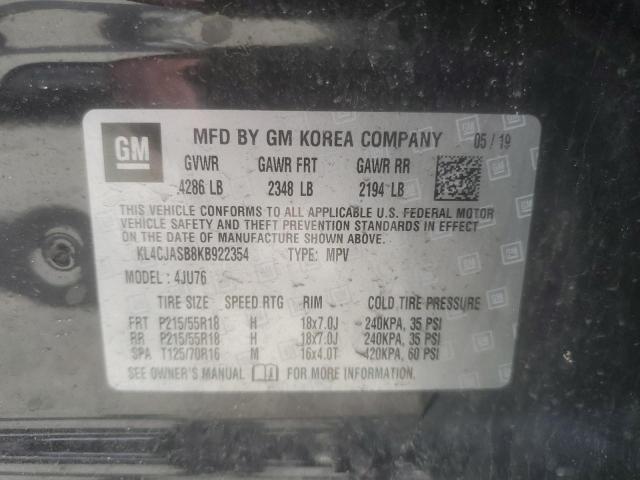 GM MFD BY GM KOREA COMPANY 05 / 19
GVWR GAWR FRT GAWR RR
4286 LB 2348 LB 2194 LB
THIS VEHICLE CONFORMS TO ALL APPLICABLE U.S. FEDERAL MOTOR
VEHICLE SAFETY AND THEFT PREVENTION STANDARDS IN EFFECT
ON THE DATE OF MANUFACTURE SHOWN ABOVE.
KL4CJASB8KB922354 TYPE: MPV
MODEL: 4JU76
TIRE SIZE SPEED RTG RIM COLD TIRE PRESSURE
FRT P215/55R18 H 18x7.0J 240KPA, 35 PSI
RR P215/55R18 H 18x7.0J 240KPA, 35 PSI
SPA T125/70R16 M 16x4.0T 420KPA, 60 PSI
SEE OWNER'S MANUAL FOR MORE INFORMATION.